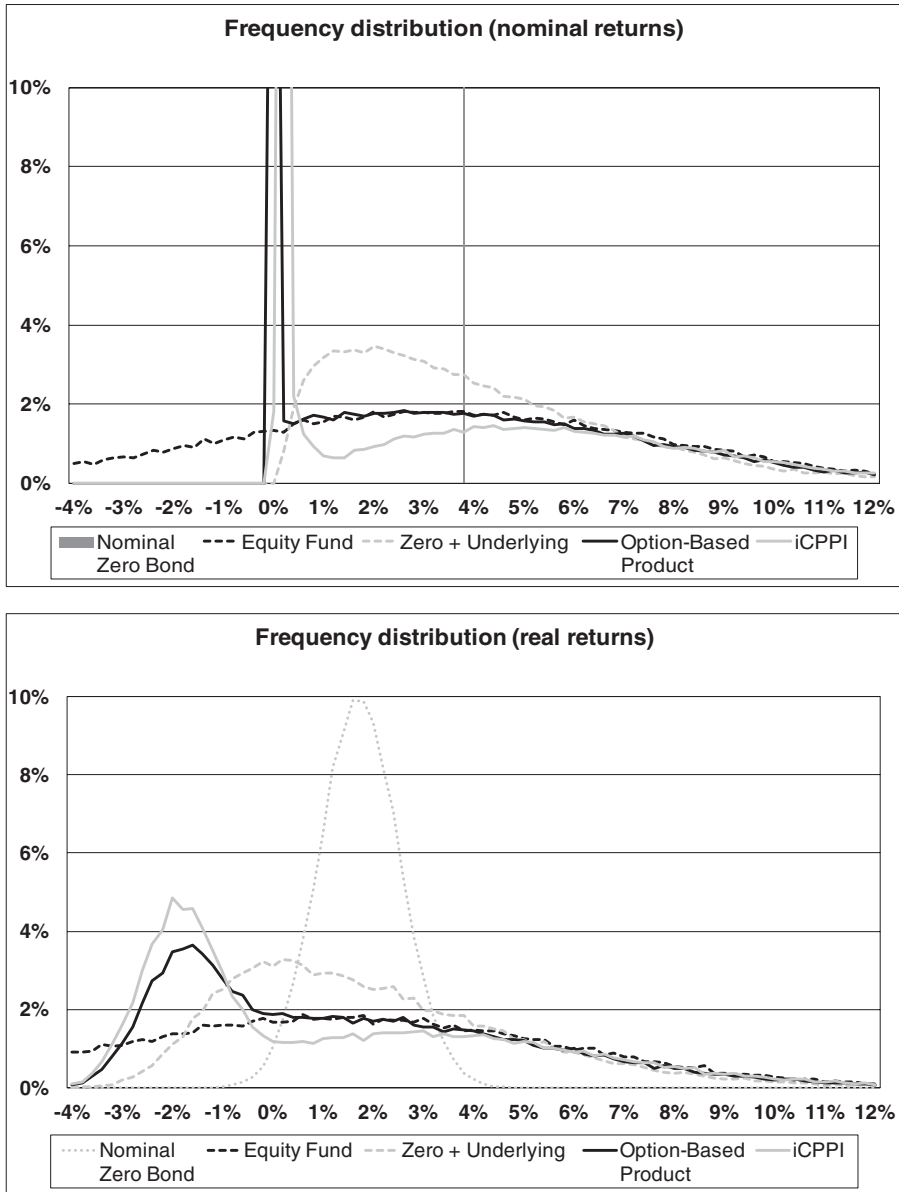 Frequency distribution (nominal returns)
10%
8%
6%
4%
2%
0%
-4% -3% -2% -1% 0% 1% 2% 3% 4% 5% 6% 7% 8% 9% 10% 11% 12%
Nominal Zero Bond Equity Fund Zero + Underlying Option-Based Product iCPPI
Frequency distribution (real returns)
10%
8%
6%
4%
2%
0%
-4% -3% -2% -1% 0% 1% 2% 3% 4% 5% 6% 7% 8% 9% 10% 11% 12%
Nominal Zero Bond Equity Fund Zero + Underlying Option-Based Product iCPPI